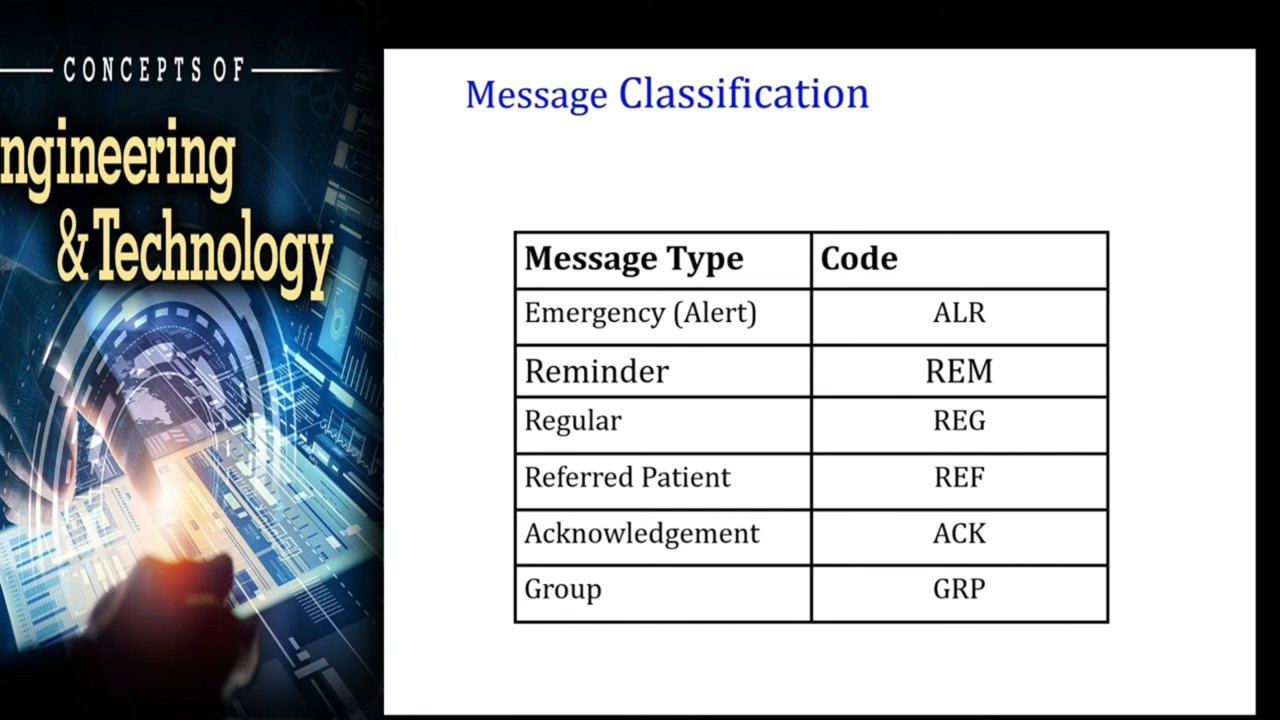 CONCEPTS OF
ngineering
& Technology
Message Classification
Message Type Code
Emergency (Alert) ALR
Reminder REM
Regular REG
Referred Patient REF
Acknowledgement ACK
Group GRP